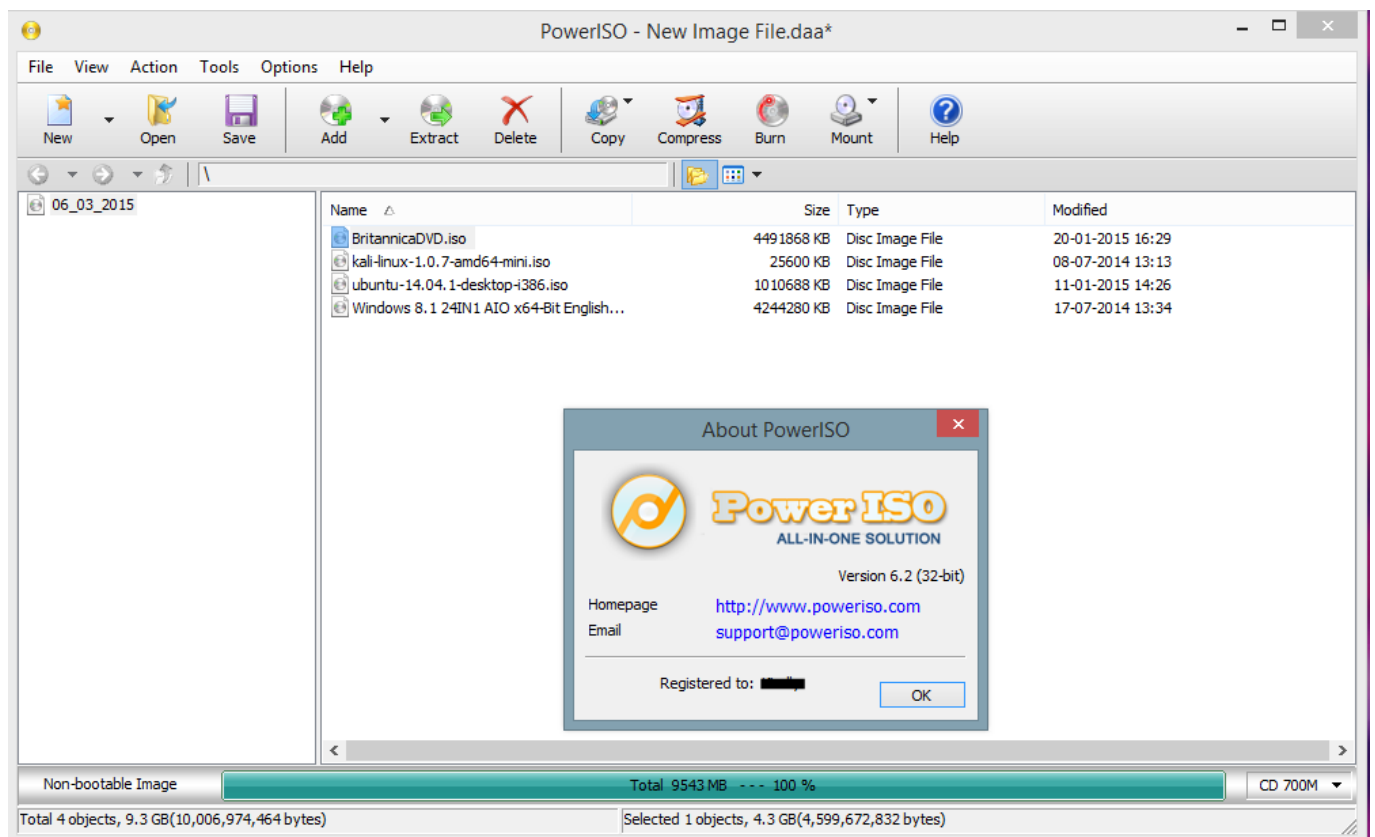 PowerISO - New Image File.daa*
File View Action Tools Options Help
New Open Save Add Extract Delete Copy Compress Burn Mount Help
\
06_03_2015
Name Size Type Modified
BritannicaDVD.iso 4491868 KB Disc Image File 20-01-2015 16:29
kali-linux-1.0.7-amd64-mini.iso 25600 KB Disc Image File 08-07-2014 13:13
ubuntu-14.04.1-desktop-i386.iso 1010688 KB Disc Image File 11-01-2015 14:26
Windows 8.1 24IN1 AIO x64-Bit English... 4244280 KB Disc Image File 17-07-2014 13:34
About PowerISO
Power ISO
ALL-IN-ONE SOLUTION
Version 6.2 (32-bit)
Homepage http://www.poweriso.com
Email support@poweriso.com
Registered to:
OK
Non-bootable Image Total 9543 MB - - - 100 % CD 700M
Total 4 objects, 9.3 GB(10,006,974,464 bytes) Selected 1 objects, 4.3 GB(4,599,672,832 bytes)